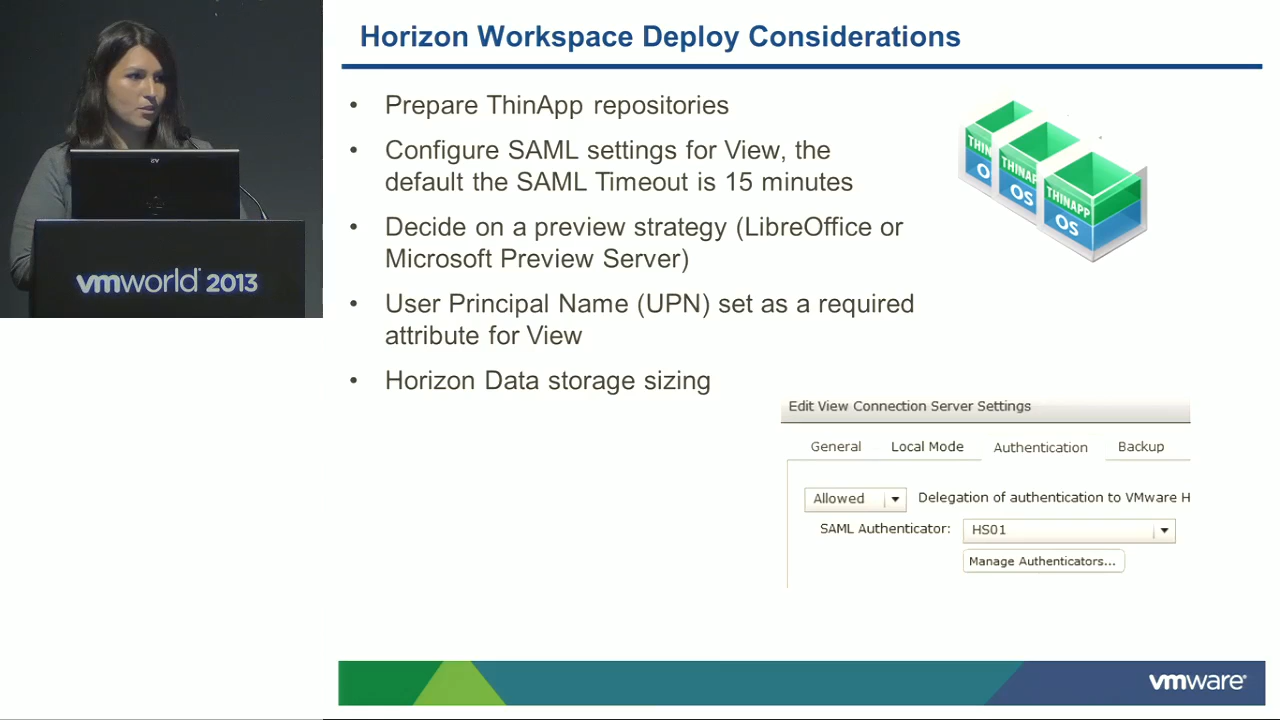 Horizon Workspace Deploy Considerations
• Prepare ThinApp repositories
• Configure SAML settings for View, the
default the SAML Timeout is 15 minutes
• Decide on a preview strategy (LibreOffice or
Microsoft Preview Server)
• User Principal Name (UPN) set as a required
attribute for View
• Horizon Data storage sizing
THIN
OS
THINAP
OS
THINAPP
OS
vmworld 2013
Edit View Connection Server Settings
General Local Mode Authentication Backup
Allowed Delegation of authentication to VMware H
SAML Authenticator: HS01
Manage Authenticators...
vmware®